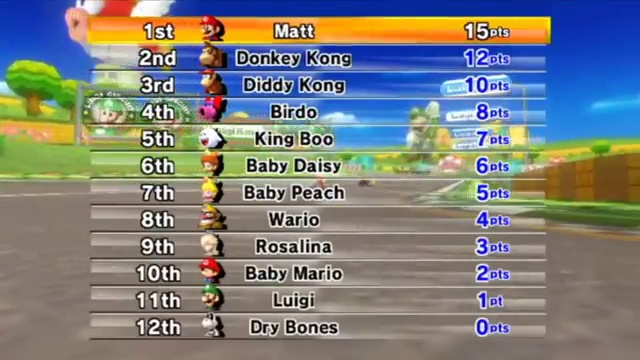 1st Matt 15pts
2nd Donkey Kong 12pts
3rd Diddy Kong 10pts
4th Birdo 8pts
5th King Boo 7pts
6th Baby Daisy 6pts
7th Baby Peach 5pts
8th Wario 4pts
9th Rosalina 3pts
10th Baby Mario 2pts
11th Luigi 1pt
12th Dry Bones 0pts